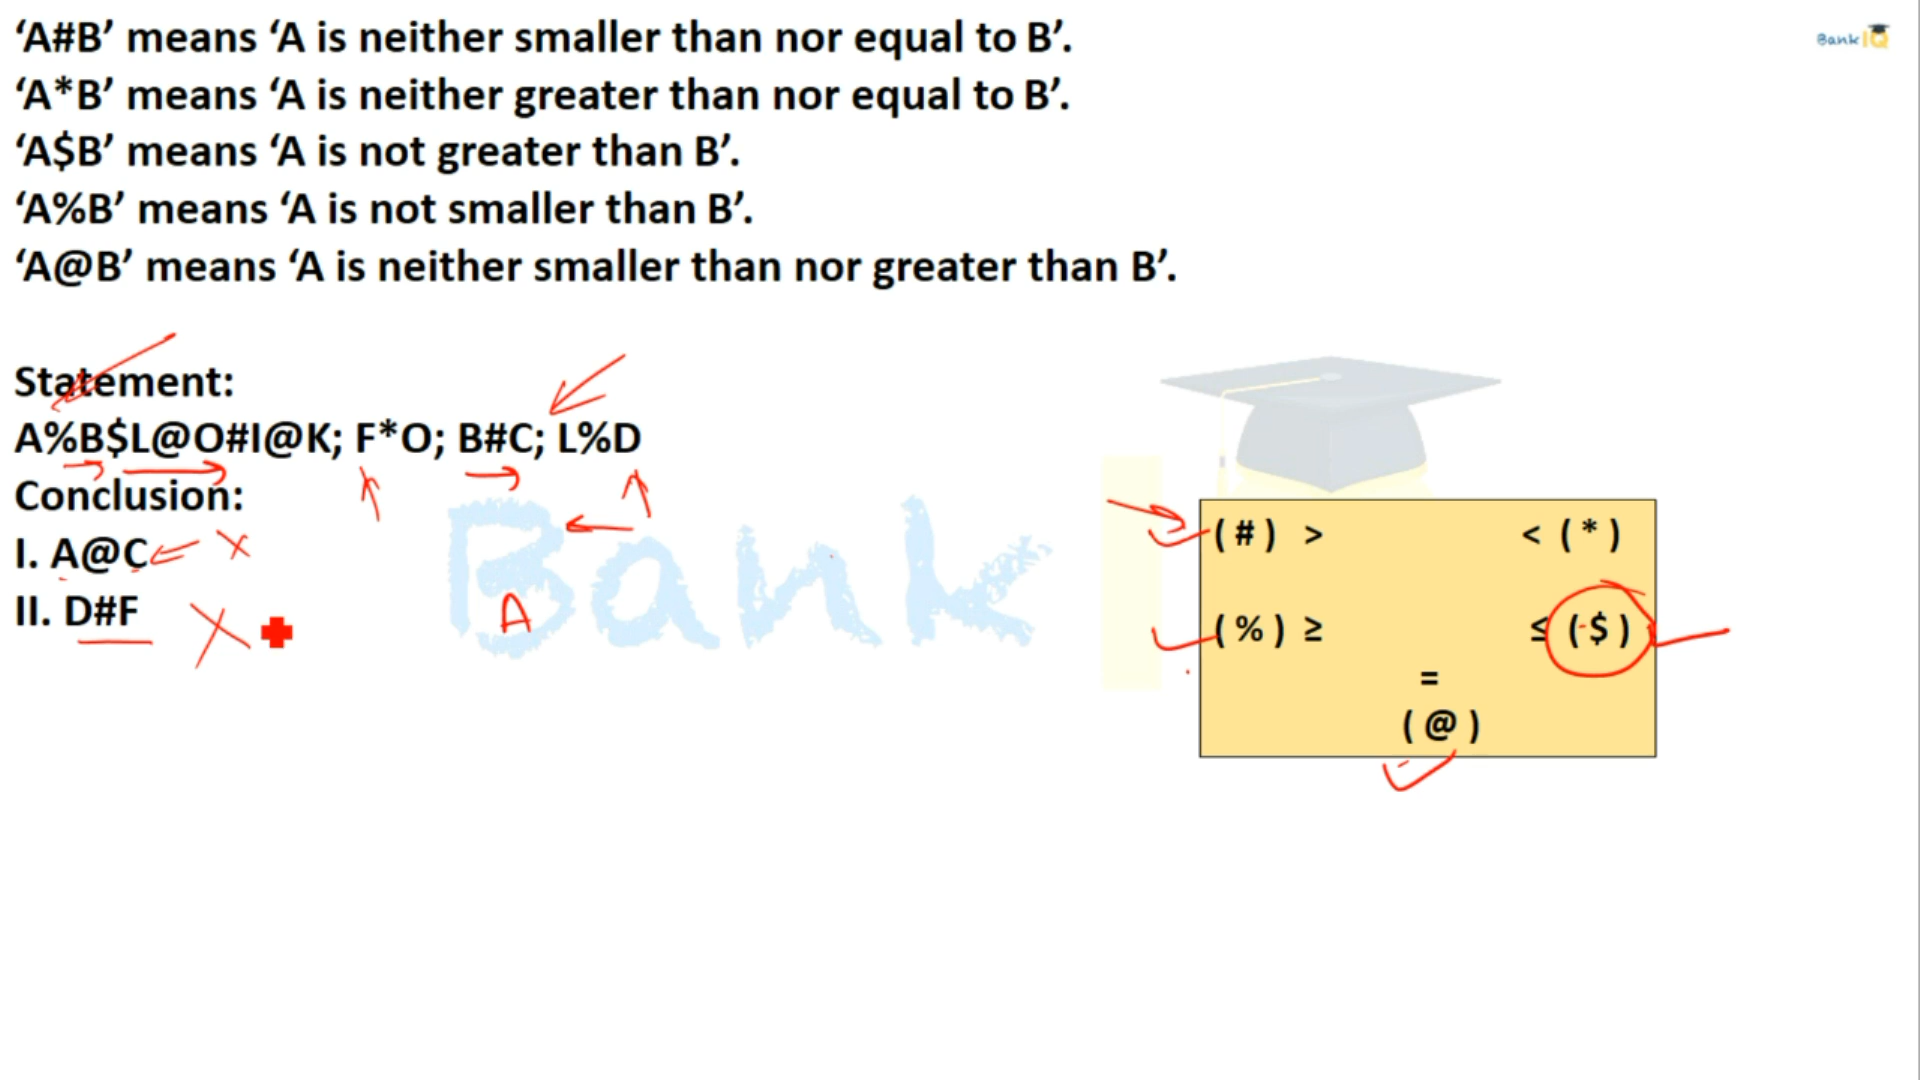 ‘A#B’ means ‘A is neither smaller than nor equal to B’.
Bank IQ
‘A*B’ means ‘A is neither greater than nor equal to B’.
‘A$B’ means ‘A is not greater than B’.
‘A%B’ means ‘A is not smaller than B’.
‘A@B’ means ‘A is neither smaller than nor greater than B’.
Statement:
A%B$L@O#I@K; F*O; B#C; L%D
Conclusion:
I. A@C
II. D#F
A
Bank I
( # ) > < ( * )
( % ) ≥ ≤ ( $ )
=
( @ )